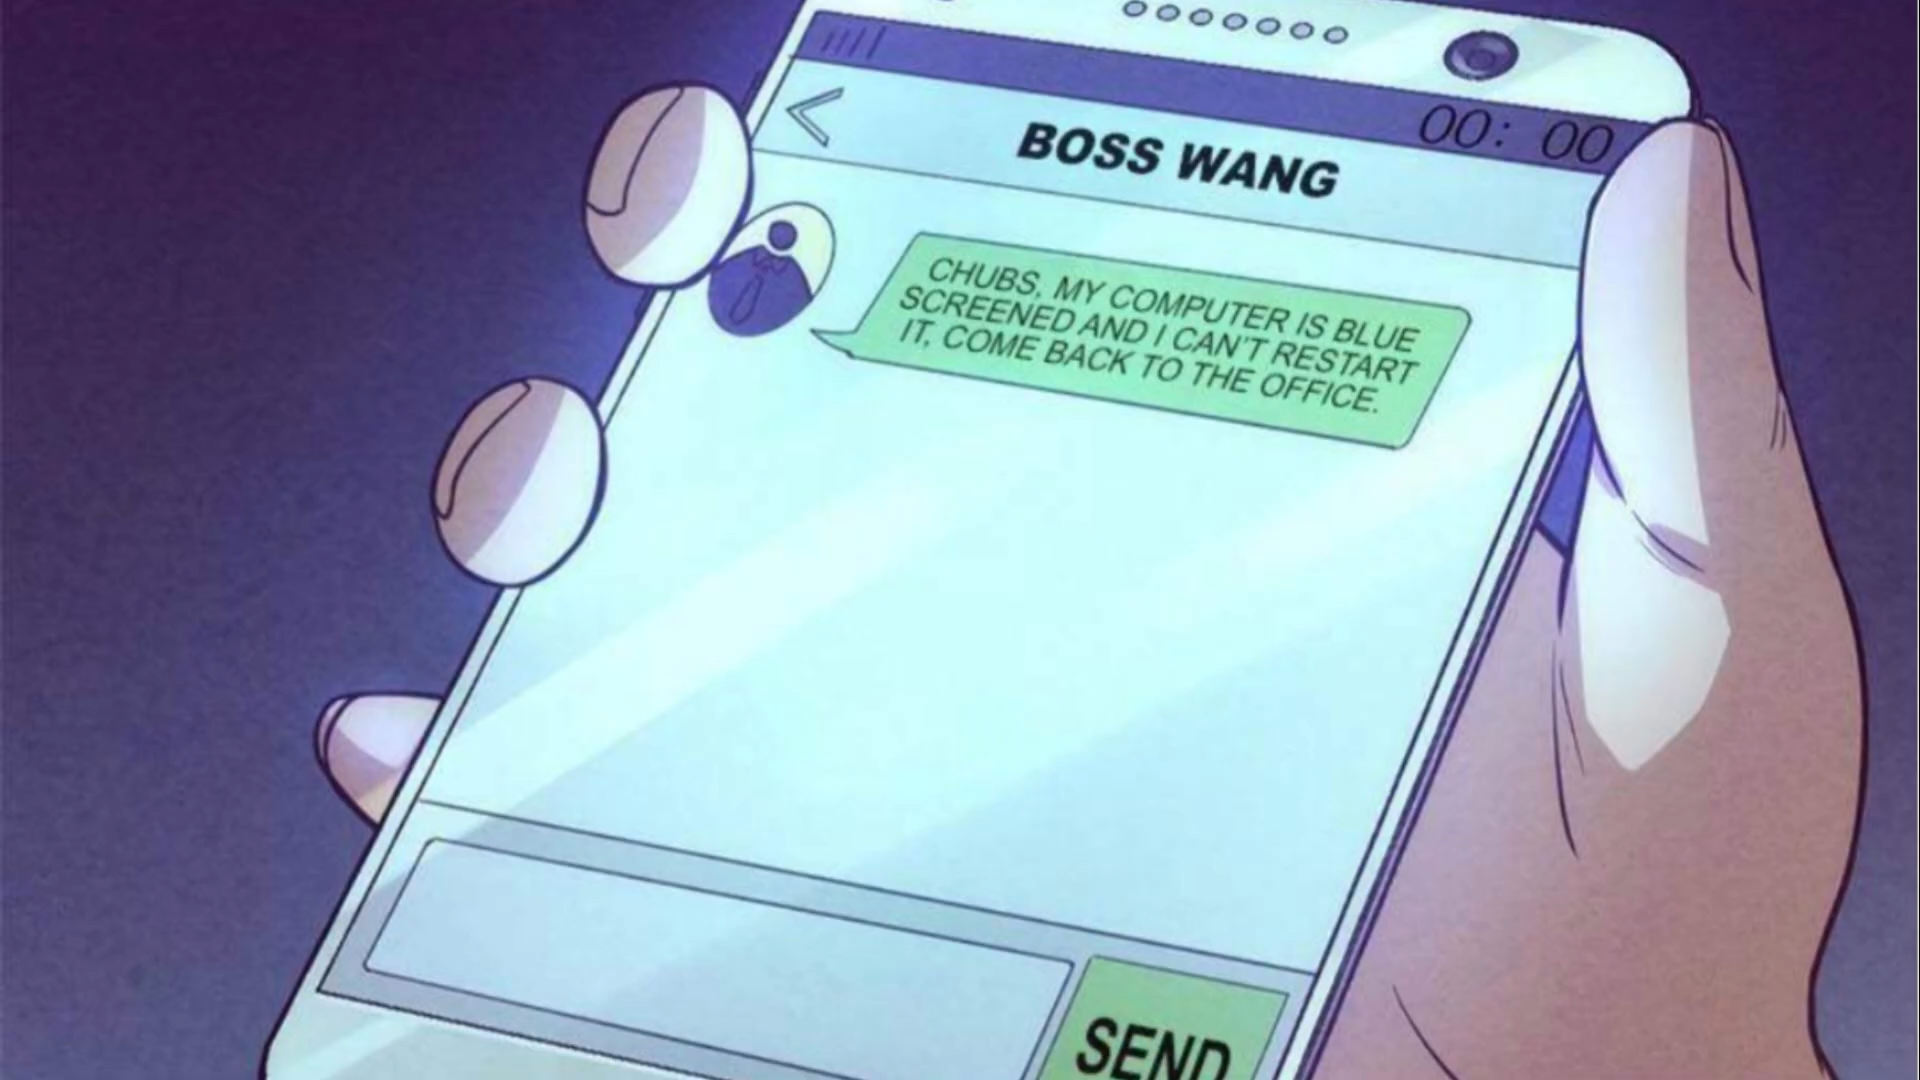 00: 00
BOSS WANG
CHUBS, MY COMPUTER IS BLUE
SCREENED AND I CAN'T RESTART
IT, COME BACK TO THE OFFICE.
SEND